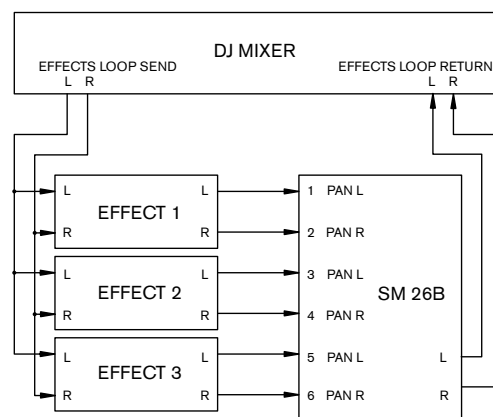 DJ MIXER
EFFECTS LOOP SEND
L R
EFFECTS LOOP RETURN
L R
L EFFECT 1 L
R R
1 PAN L
2 PAN R
L EFFECT 2 L
R R
3 PAN L
4 PAN R
SM 26B
L EFFECT 3 L
R R
5 PAN L
6 PAN R
L
R